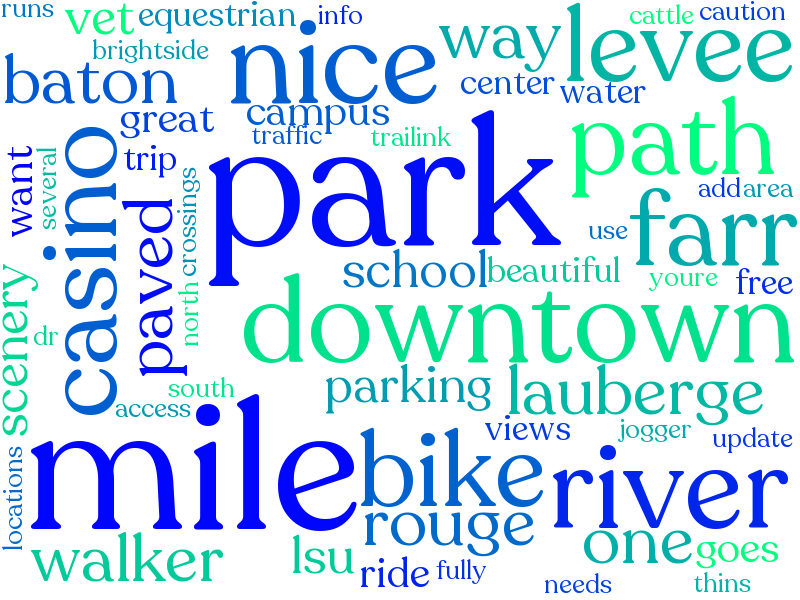 runs
vet
equestrian
info
cattle
caution
brightside
nice
way
levee
baton
center
water
great
campus
traffic
trailink
path
want
several
casino
trip
park
add
area
paved
crossings
use
farr
scenery
school
beautiful
youre
free
north
dr
downtown
south
access
parking
lauberge
views
jogger
update
mile
bike
river
locations
rouge
one
goes
walker
lsu
ride
fully
needs
thins